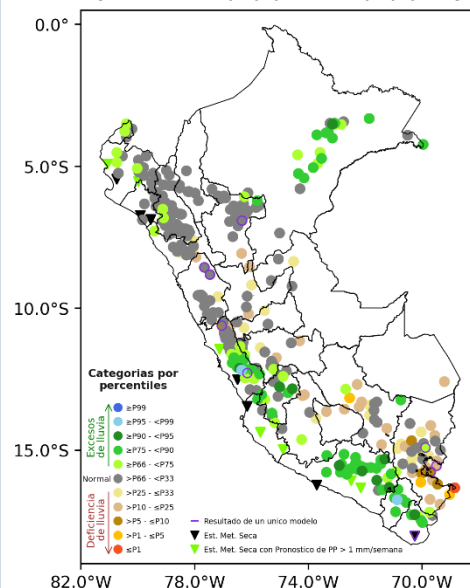 0.0°
5.0°S
10.0°S
15.0°S
82.0°W
78.0°W
74.0°W
70.0°W
Categorias por
percentiles
Excesos
de lluvia
Normal
Deficiencia
de lluvia
≥P99
≥P95 - <P99
≥P90 - <P95
≥P75 - <P90
≥P66 - <P75
>P66 - <P33
>P25 - ≤P33
>P10 - ≤P25
>P5 - ≤P10
>P1 - ≤P5
≤P1
Resultado de un unico modelo
Est. Met. Seca
Est. Met. Seca con Pronostico de PP > 1 mm/semana